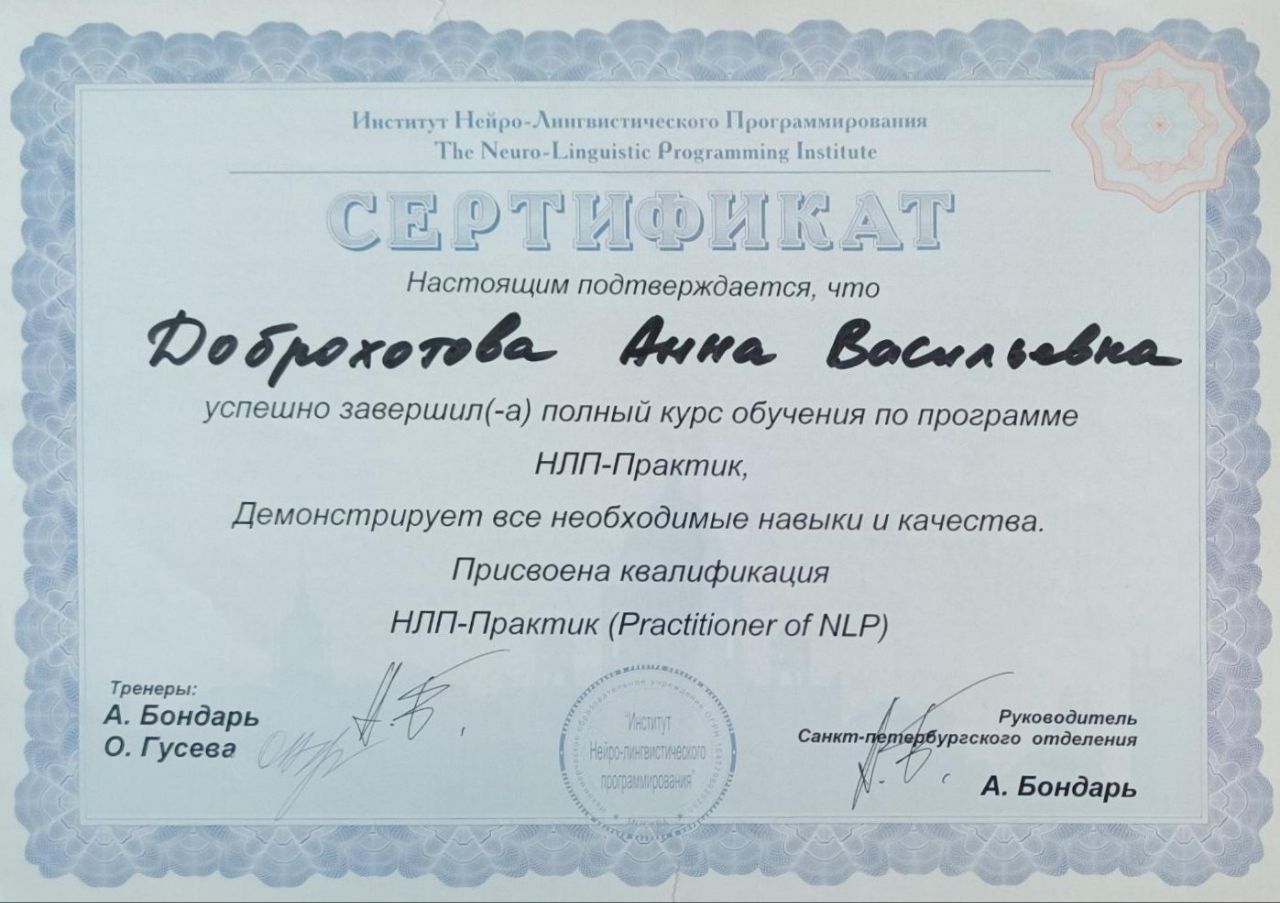 Институт Нейро-Лингвистического Программирования
The Neuro-Linguistic Programming Institute
СЕРТИФИКАТ
Настоящим подтверждается, что
Доброхотова Анна Васильевна
успешно завершил(-а) полный курс обучения по программе
НЛП-Практик,
Демонстрирует все необходимые навыки и качества.
Присвоена квалификация
НЛП-Практик (Practitioner of NLP)
Тренеры:
А. Бондарь
О. Гусева
"Институт
Нейро-лингвистического
программирования"
МОСКВА
Руководитель
Санкт-петербургского отделения
А. Бондарь